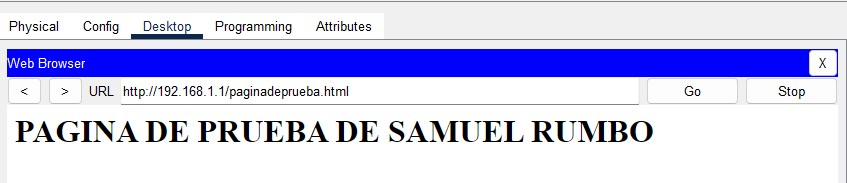 Physical Config Desktop Programming Attributes
Web Browser X
< > URL http://192.168.1.1/paginadeprueba.html Go Stop
PAGINA DE PRUEBA DE SAMUEL RUMBO